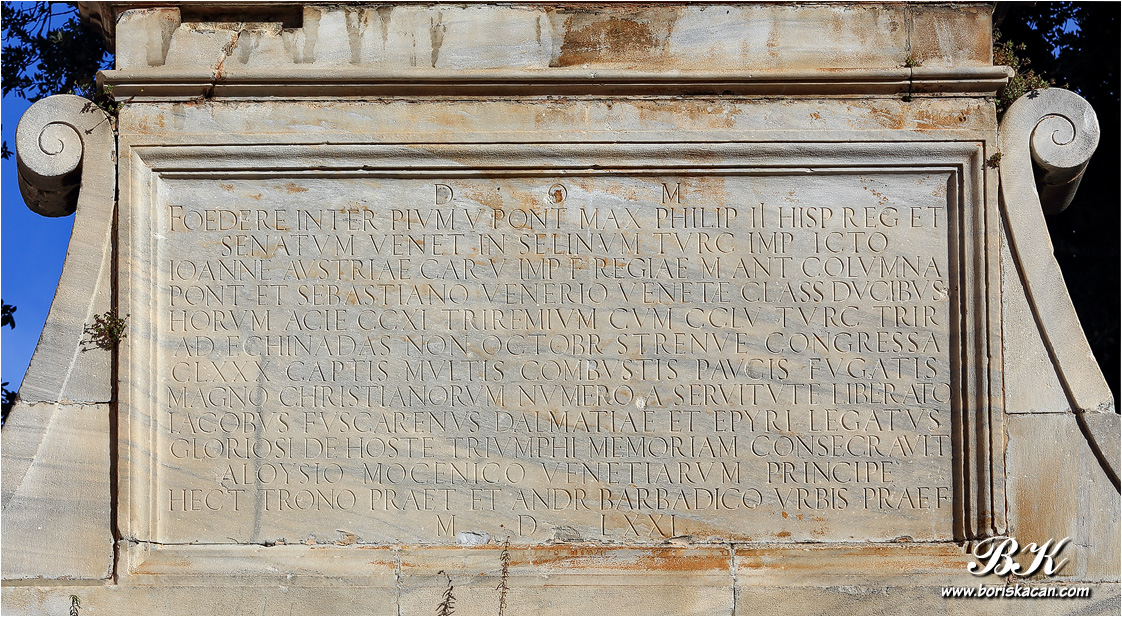 D O M
FOEDERE INTER PIVM V PONT MAX PHILIP II HISP REG ET
SENATVM VENET IN SELINVM TVRC IMP ICTO
IOANNE AVSTRIAE CAR V IMP F REGIAE M ANT COLVMNA
PONT ET SEBASTIANO VENERIO VENETE CLASS DVCIBVS
HORVM ACIE CCXI TRIREMIVM CVM CCLV TVRC TRIR
AD ECHINADAS NON OCTOBR STRENVE CONGRESSA
CLXXX CAPTIS MVLTIS COMBVSTIS PAVCIS FVGATIS
MAGNO CHRISTIANORVM NVMERO A SERVITVTE LIBERATO
IACOBVS FVSCARENVS DALMATIAE ET EPYRI LEGATVS
GLORIOSI DE HOSTE TRIVMPHI MEMORIAM CONSECRAVIT
ALOYSIO MOCENICO VENETIARVM PRINCIPE
HECT TRONO PRAET ET ANDR BARBADICO VRBIS PRAEF
M D LXXI
BK
www.boriskacan.com